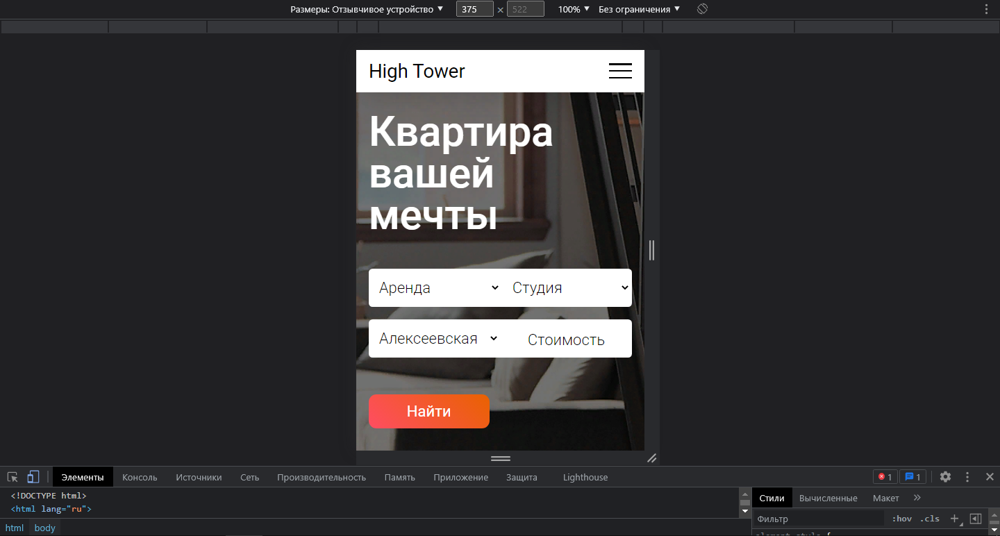 Размеры: Отзывчивое устройство ▼ 375 × 522 100% ▼ Без ограничения ▼
High Tower
Квартира
вашей
мечты
Аренда Студия
Алексеевская Стоимость
Найти
Элементы Консоль Источники Сеть Производительность Память Приложение Защита Lighthouse 1 1
<!DOCTYPE html>
<html lang="ru">
Стили Вычисленные Макет »
Фильтр :hov .cls
html body
element.style {